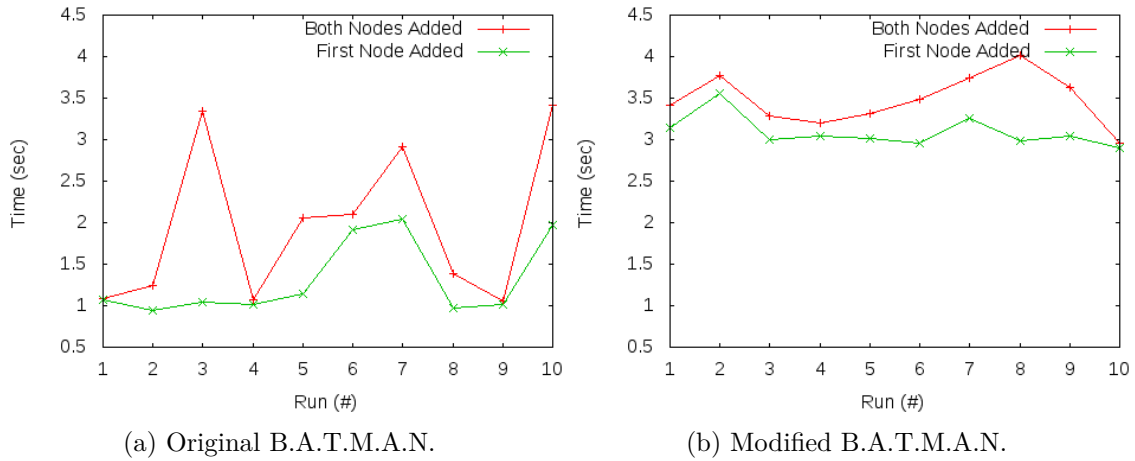 4.5
4
3.5
3
2.5
2
1.5
1
0.5
Time (sec)
Both Nodes Added
First Node Added
1 2 3 4 5 6 7 8 9 10
Run (#)
(a) Original B.A.T.M.A.N.
4.5
4
3.5
3
2.5
2
1.5
1
0.5
Time (sec)
Both Nodes Added
First Node Added
1 2 3 4 5 6 7 8 9 10
Run (#)
(b) Modified B.A.T.M.A.N.